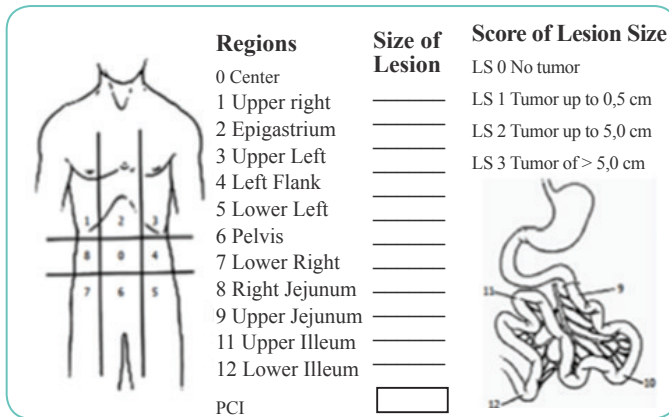 Regions
0 Center
1 Upper right
2 Epigastrium
3 Upper Left
4 Left Flank
5 Lower Left
6 Pelvis
7 Lower Right
8 Right Jejunum
9 Upper Jejunum
11 Upper Illeum
12 Lower Illeum
PCI
Size of
Lesion
Score of Lesion Size
LS 0 No tumor
LS 1 Tumor up to 0,5 cm
LS 2 Tumor up to 5,0 cm
LS 3 Tumor of > 5,0 cm
1 2 3
8 0 4
7 6 5
11 9
12 10